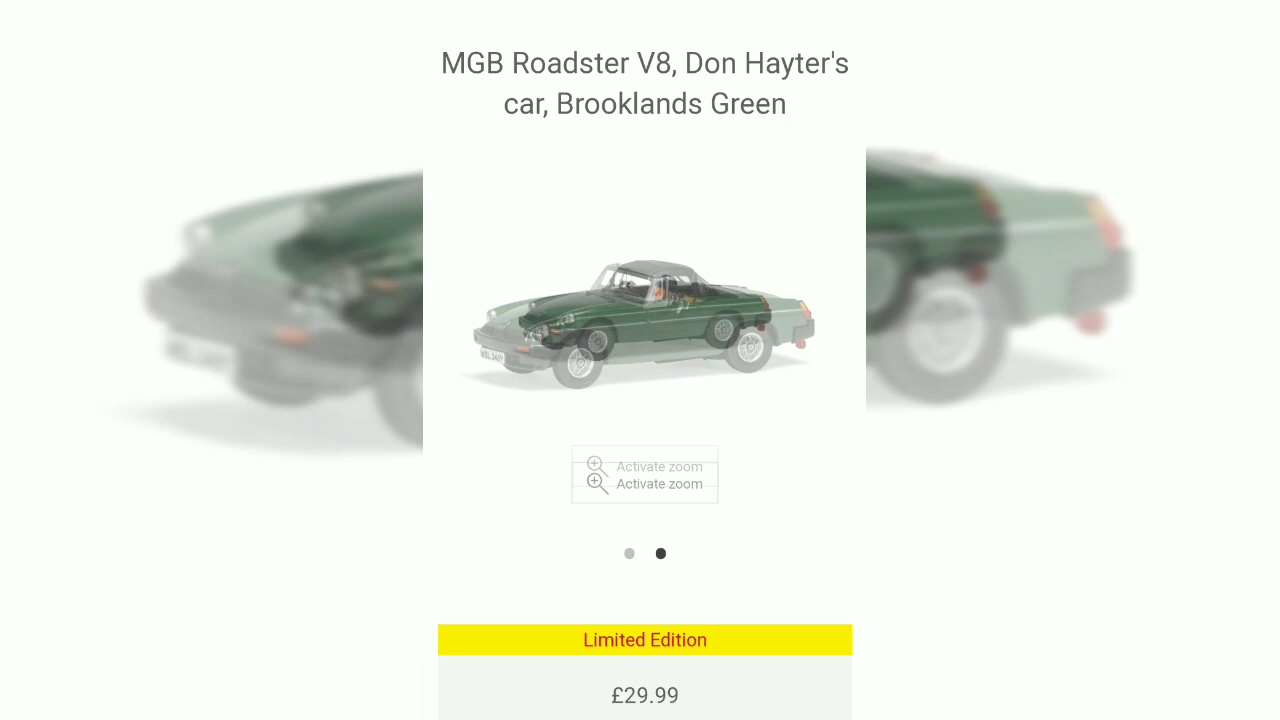 MGB Roadster V8, Don Hayter's
car, Brooklands Green
Activate zoom
Activate zoom
Limited Edition
£29.99